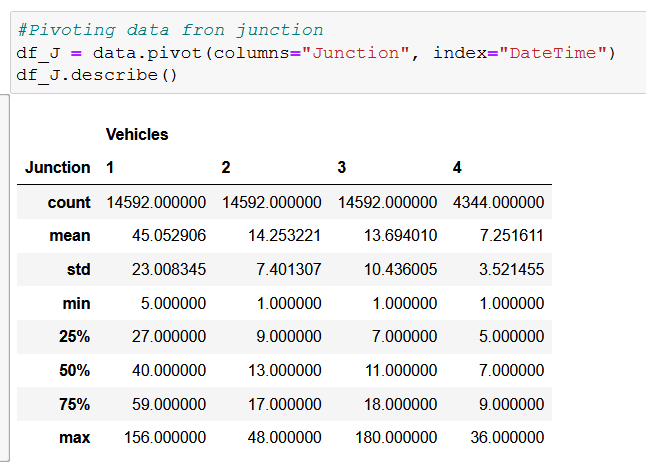 #Pivoting data fron junction
df_J = data.pivot(columns="Junction", index="DateTime")
df_J.describe()
Vehicles
Junction 1 2 3 4
count 14592.000000 14592.000000 14592.000000 4344.000000
mean 45.052906 14.253221 13.694010 7.251611
std 23.008345 7.401307 10.436005 3.521455
min 5.000000 1.000000 1.000000 1.000000
25% 27.000000 9.000000 7.000000 5.000000
50% 40.000000 13.000000 11.000000 7.000000
75% 59.000000 17.000000 18.000000 9.000000
max 156.000000 48.000000 180.000000 36.000000